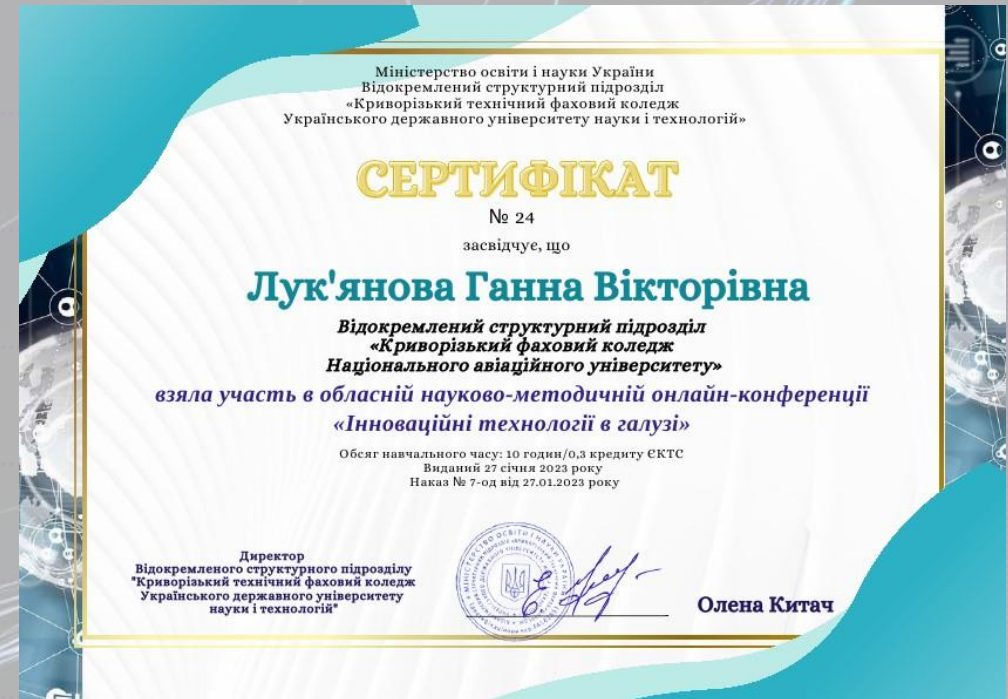 Міністерство освіти і науки України
Відокремлений структурний підрозділ
«Криворізький технічний фаховий коледж
Українського державного університету науки і технологій»
СЕРТИФІКАТ
№ 24
засвідчує, що
Лук'янова Ганна Вікторівна
Відокремлений структурний підрозділ
«Криворізький фаховий коледж
Національного авіаційного університету»
взяла участь в обласній науково-методичній онлайн-конференції
«Інноваційні технології в галузі»
Обсяг навчального часу: 10 годин/0,3 кредиту ЄКТС
Виданий 27 січня 2023 року
Наказ № 7-од від 27.01.2023 року
Директор
Відокремленого структурного підрозділу
"Криворізький технічний фаховий коледж
Українського державного університету
науки і технологій"
Олена Китач